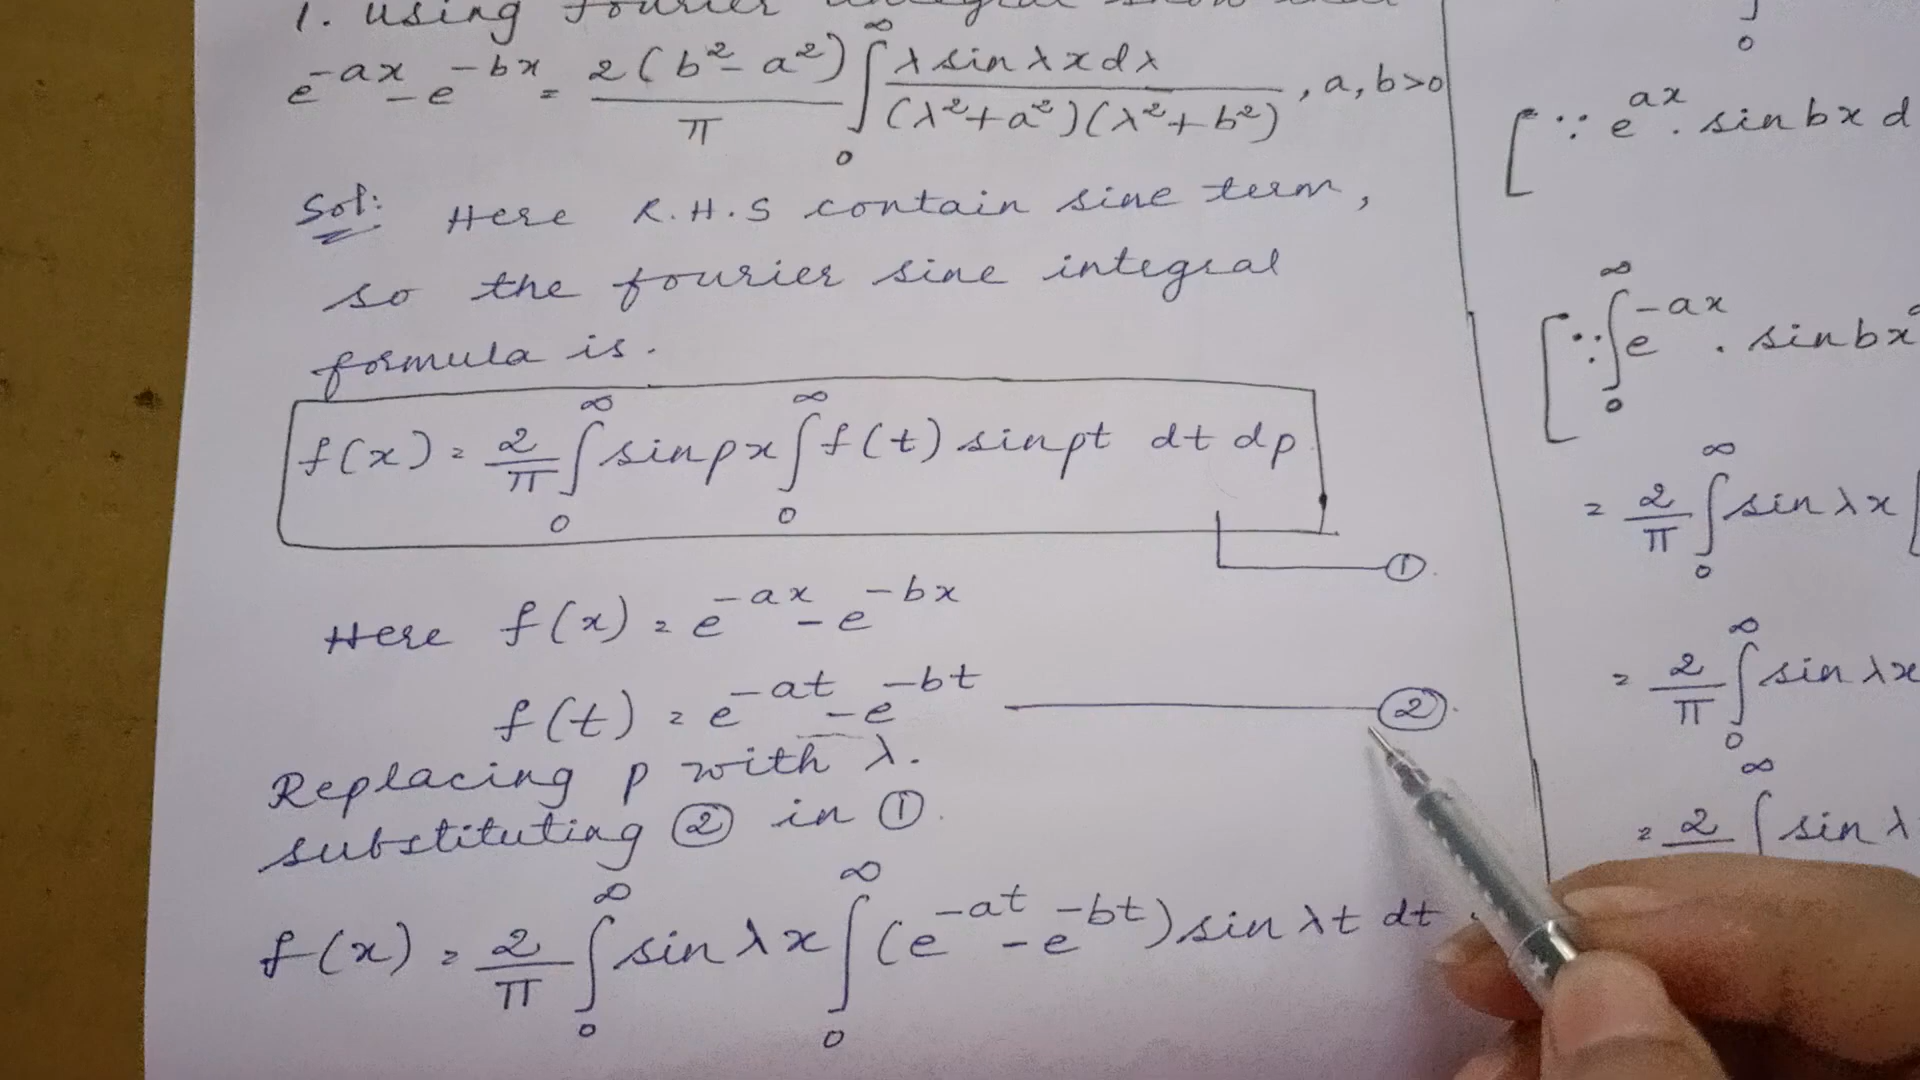 1. Using fourier integral show that
e^{-ax} - e^{-bx} = 2(b² - a²)/π ∫₀^∞ λ sin λx dλ / (λ²+a²)(λ²+b²), a, b>0
Sol: Here R.H.S contain sine term,
so the fourier sine integral
formula is.
f(x) = 2/π ∫₀^∞ sin px ∫₀^∞ f(t) sin pt dt dp
①.
Here f(x) = e^{-ax} - e^{-bx}
f(t) = e^{-at} - e^{-bt} ②.
Replacing p with λ.
substituting ② in ①.
f(x) = 2/π ∫₀^∞ sin λx ∫₀^∞ (e^{-at} - e^{-bt}) sin λt dt
0
[∵ e^{ax} . sin bx d
[∵ ∫₀^∞ e^{-ax} . sin bx
= 2/π ∫₀^∞ sin λx [
= 2/π ∫₀^∞ sin λx
= 2 ∫^∞ sin λ